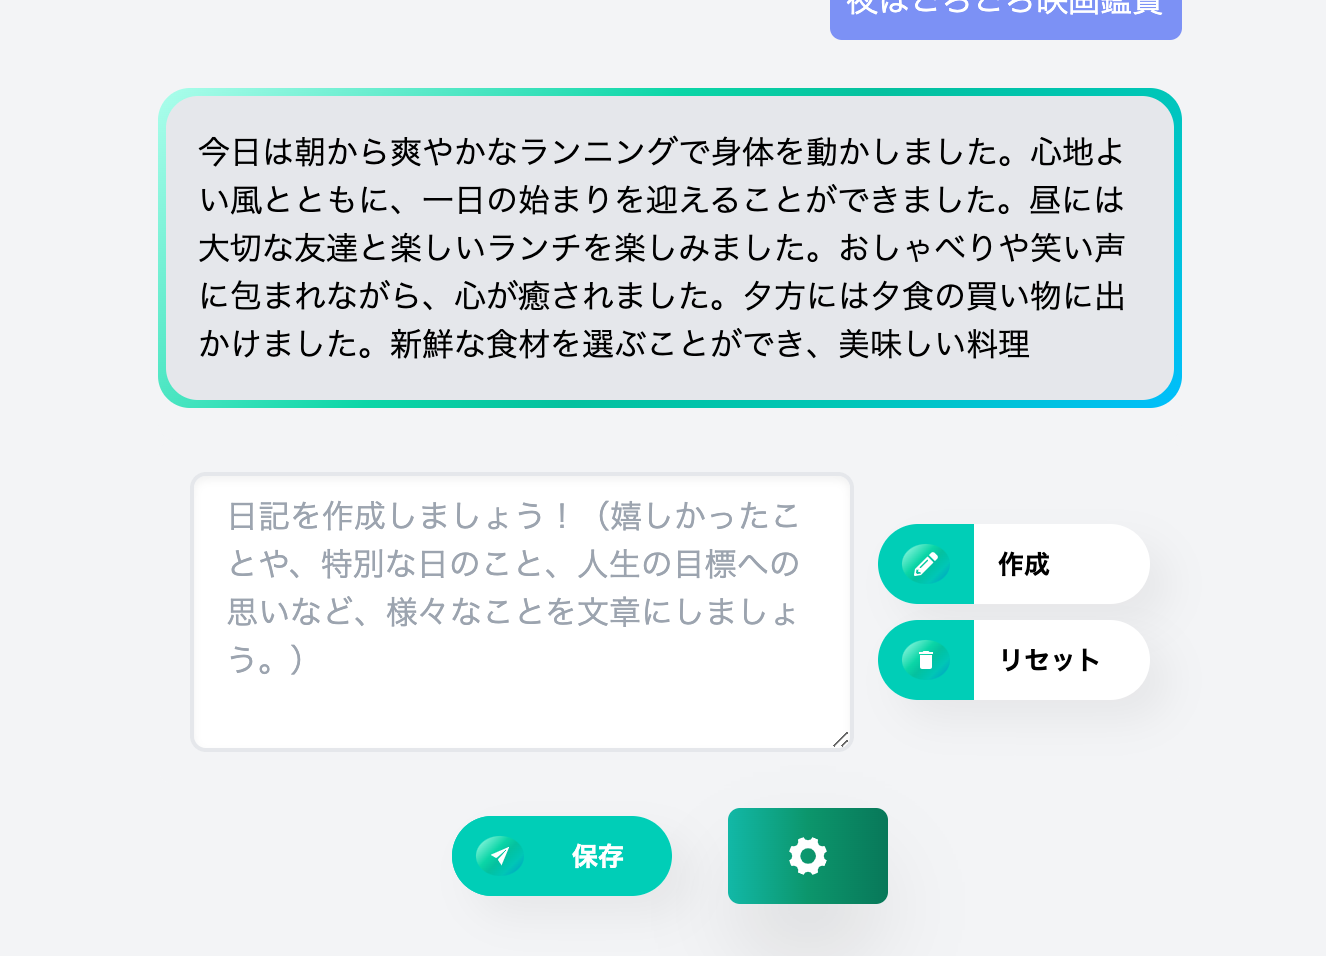 夜はごろごろ映画鑑賞
今日は朝から爽やかなランニングで身体を動かしました。心地よ
い風とともに、一日の始まりを迎えることができました。昼には
大切な友達と楽しいランチを楽しみました。おしゃべりや笑い声
に包まれながら、心が癒されました。夕方には夕食の買い物に出
かけました。新鮮な食材を選ぶことができ、美味しい料理
日記を作成しましょう！（嬉しかったこ
とや、特別な日のこと、人生の目標への
思いなど、様々なことを文章にしましょ
う。）
作成
リセット
保存